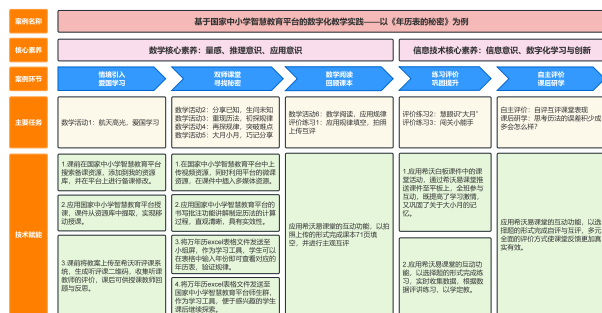 案例名称
基于国家中小学智慧教育平台的数字化教学实践——以《年历表的秘密》为例
核心素养
数学核心素养：量感、推理意识、应用意识
信息技术核心素养：信息意识、数字化学习与创新
案例环节
情境引入
爱国学习
双师课堂
寻找秘密
数学阅读
回顾课本
练习评价
巩固提升
自主评价
课后研学
主要任务
数学活动1：航天高光，爱国学习
数学活动2：分享已知，生问未知
数学活动3：重现历法，初探规律
数学活动4：再探规律，突破难点
数学活动5：大月小月，巧记分享
数学活动6：数学阅读，应用规律
评价练习1：应用规律填空，拍照
上传互评
评价练习2：慧眼识“大月”
评价练习3：闯关小能手
自主评价：自评互评课堂表现
课后研学：思考历法的误差积少成
多会怎么样？
技术赋能
1.课前在国家中小学智慧教育平台
搜索备课资源，添加到我的资源
库，并在平台上进行备课修改。
2.应用国家中小学智慧教育平台授
课，课件从资源库中提取，实现移
动授课。
3.课前将教案上传至希沃听评课系
统，生成听评课二维码，收集听课
教师的评价，课后可供授课教师回
顾与反思。
1.在国家中小学智慧教育平台中上
传视频资源，同时利用平台的微课
资源，在课件中插入多媒体资源。
2.应用国家中小学智慧教育平台的
书写批注功能讲解制定历法的计算
过程，直观清晰，具有实效性。
3.将万年历excel表格文件发送至
小组屏，作为学习工具，学生可以
在表格中输入年份即可查看对应的
年历表，验证规律。
4.将万年历excel表格文件发送至
国家中小学智慧教育平台师生群，
作为学习工具，便于感兴趣的学生
课后继续探索。
应用希沃易课堂的互动功能，以拍
照上传的形式完成课本71页填
空，并进行主观互评
1.应用希沃白板课件中的课
堂活动，通过希沃易课堂推
送课件至平板上，全班参与
互动，既提高了学习激情，
又巩固了关于大小月的记
忆。
2.应用希沃易课堂的互动功能，
以选择题的形式完成练
习，实时收集数据，根据数
据评讲练习，以学定教。
应用希沃易课堂的互动功能，以选
择题的形式完成自评与互评，多元
全面的评价方式使课堂反馈更加真
实有效。